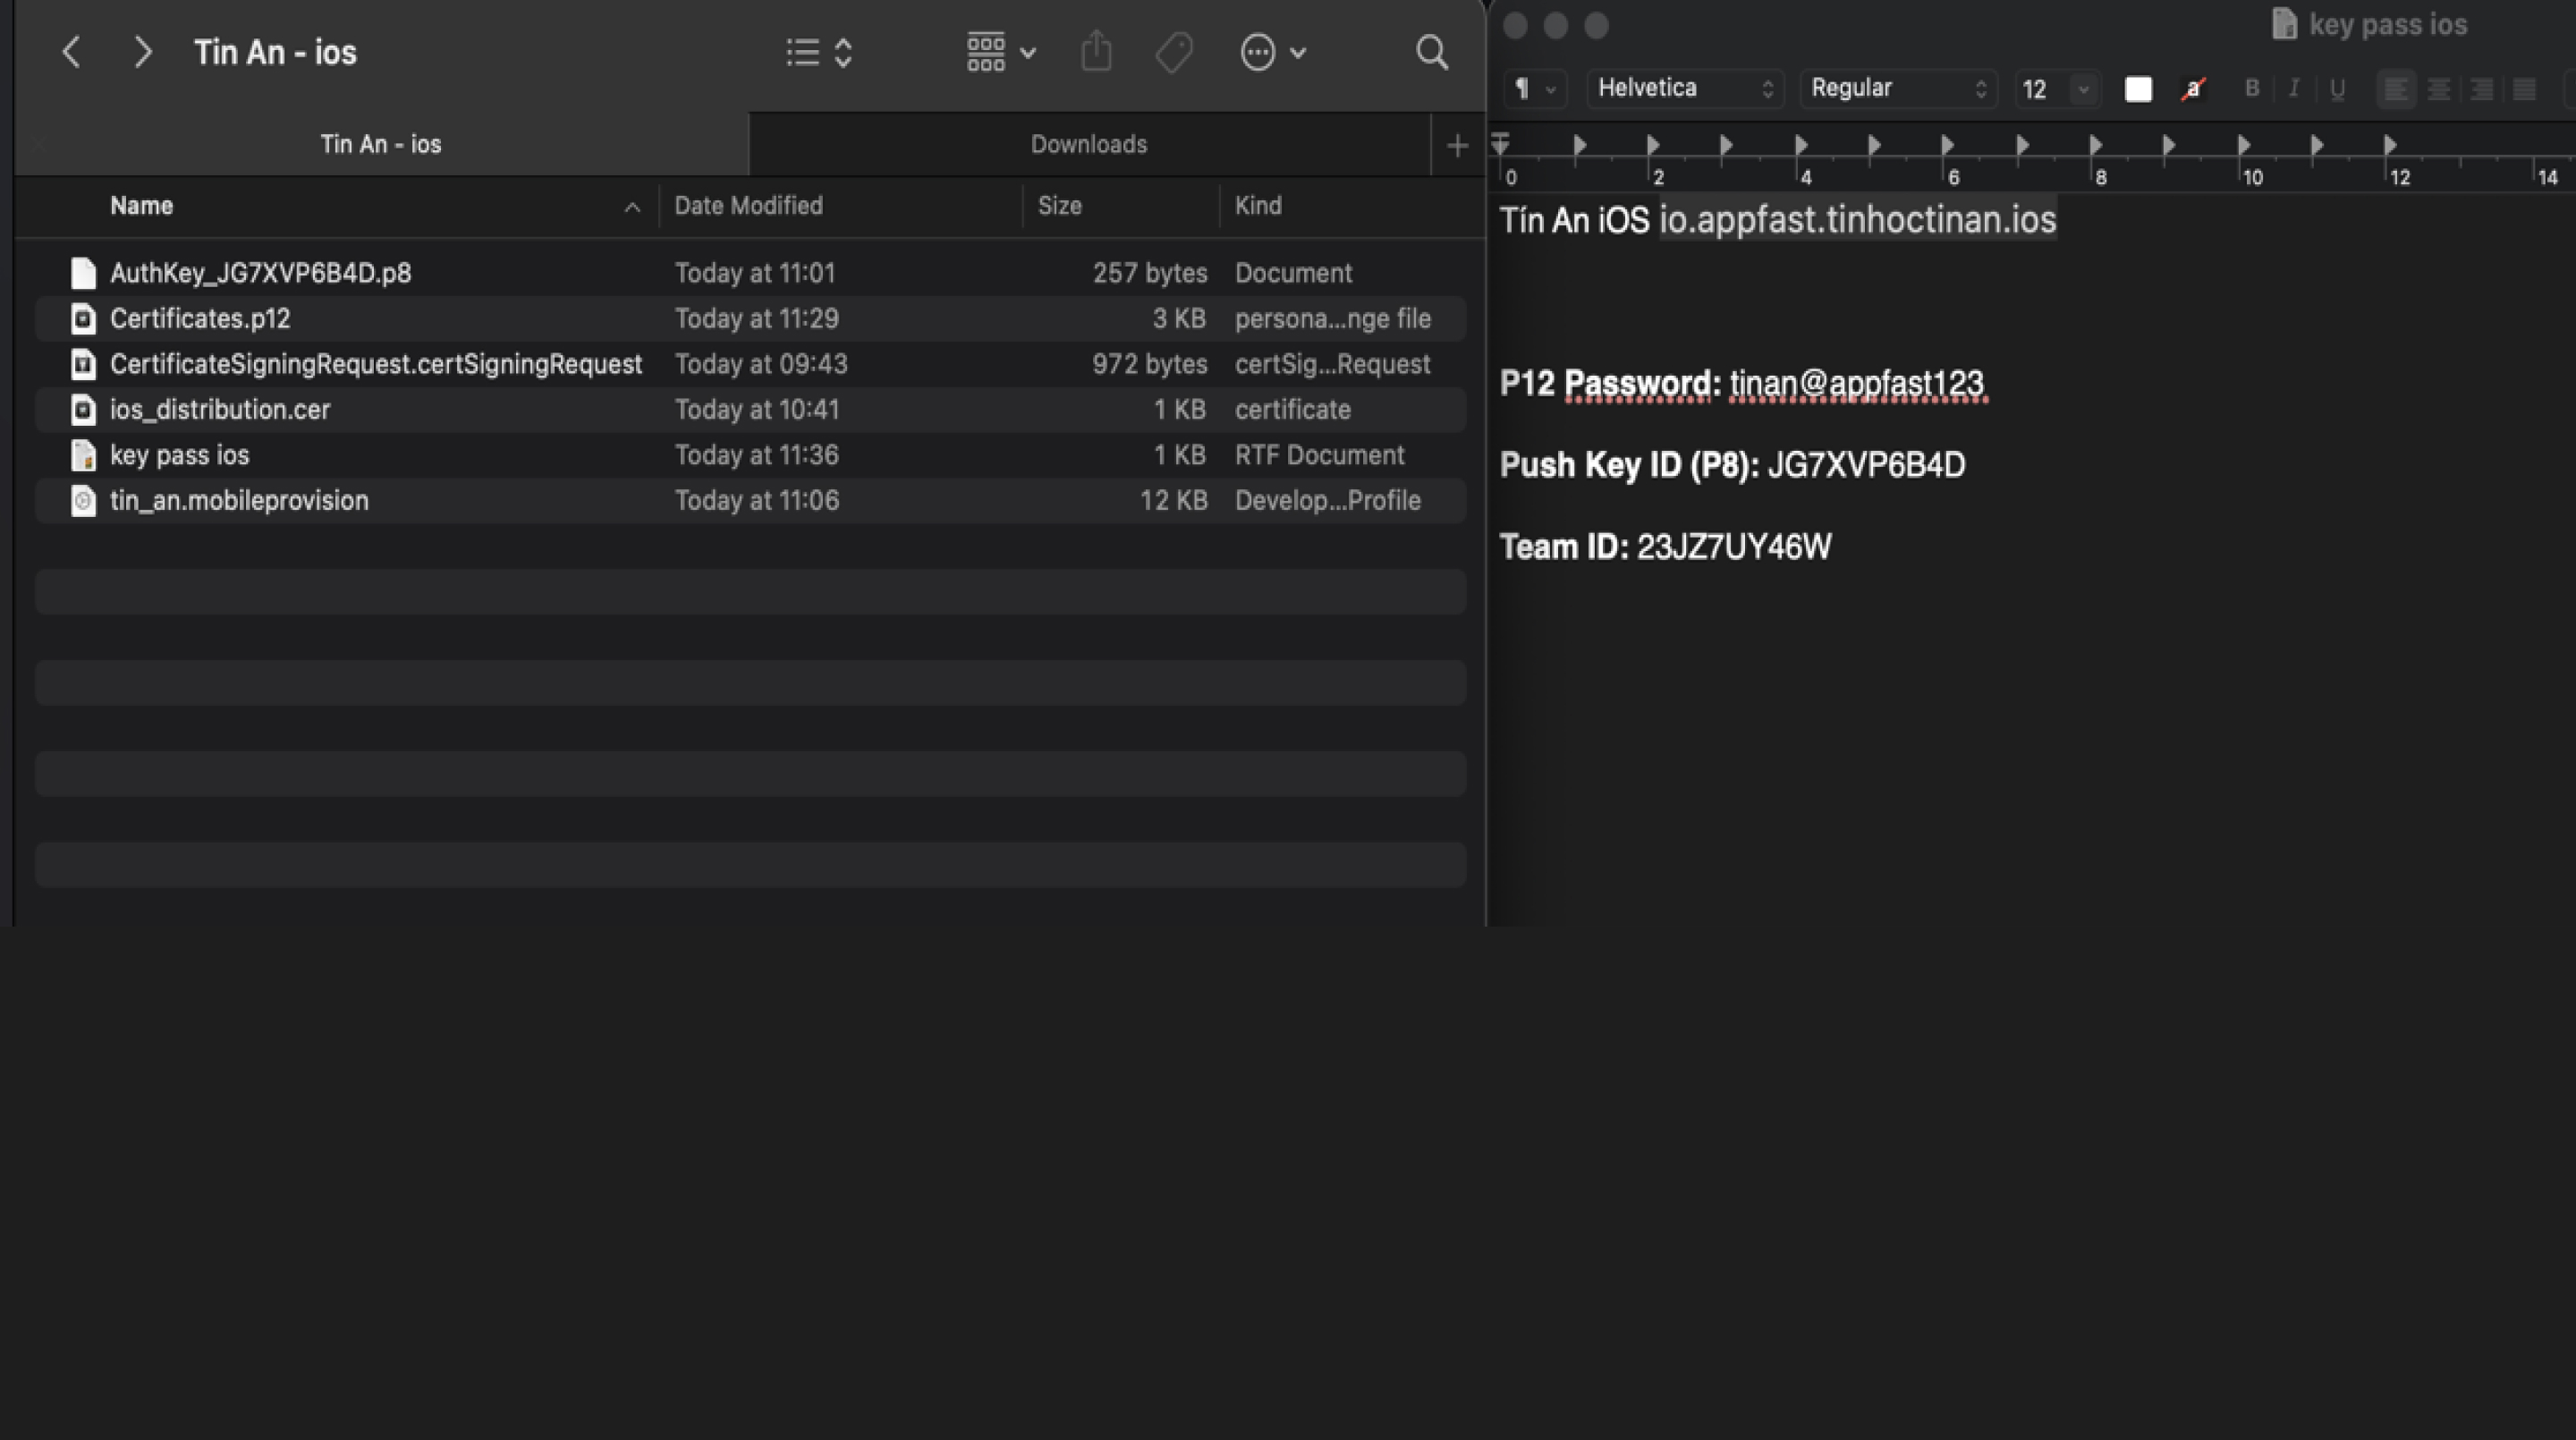 Tin An - ios
Tin An - ios
Downloads
Name
Date Modified
Size
Kind
AuthKey_JG7XVP6B4D.p8
Today at 11:01
257 bytes
Document
Certificates.p12
Today at 11:29
3 KB
persona...nge file
CertificateSigningRequest.certSigningRequest
Today at 09:43
972 bytes
certSig...Request
ios_distribution.cer
Today at 10:41
1 KB
certificate
key pass ios
Today at 11:36
1 KB
RTF Document
tin_an.mobileprovision
Today at 11:06
12 KB
Develop...Profile
key pass ios
¶
Helvetica
Regular
12
a
B
I
U
0 2 4 6 8 10 12 14
Tín An iOS io.appfast.tinhoctinan.ios
P12 Password: tinan@appfast123
Push Key ID (P8): JG7XVP6B4D
Team ID: 23JZ7UY46W